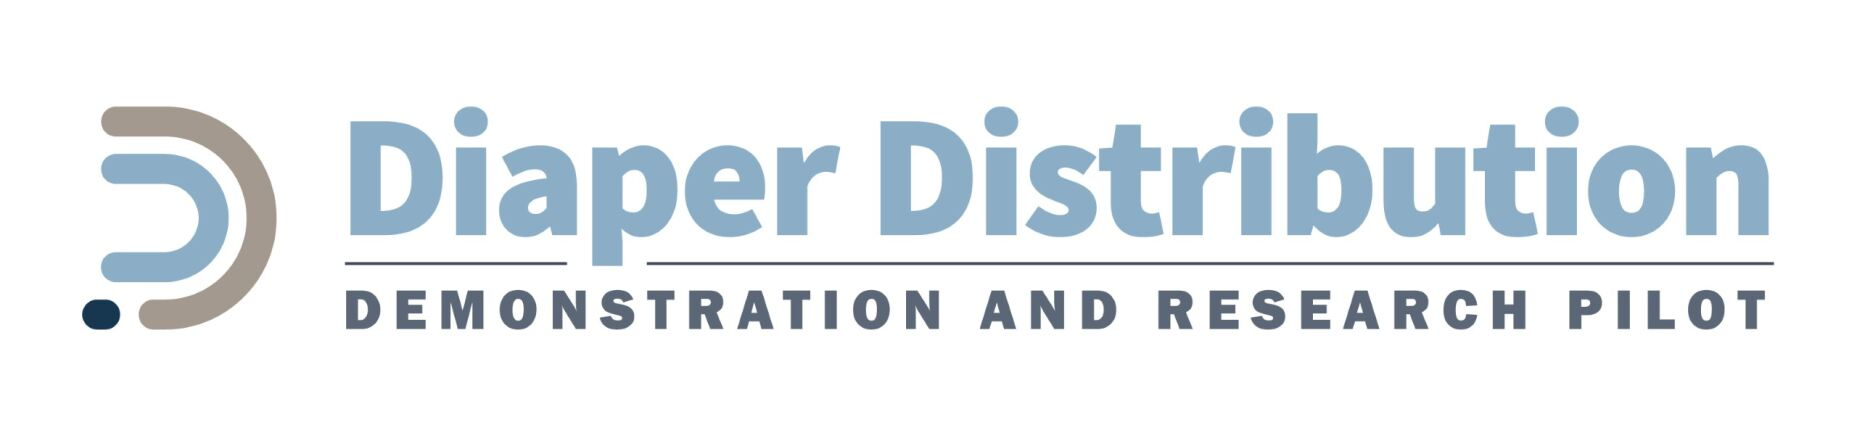 Diaper Distribution
DEMONSTRATION AND RESEARCH PILOT